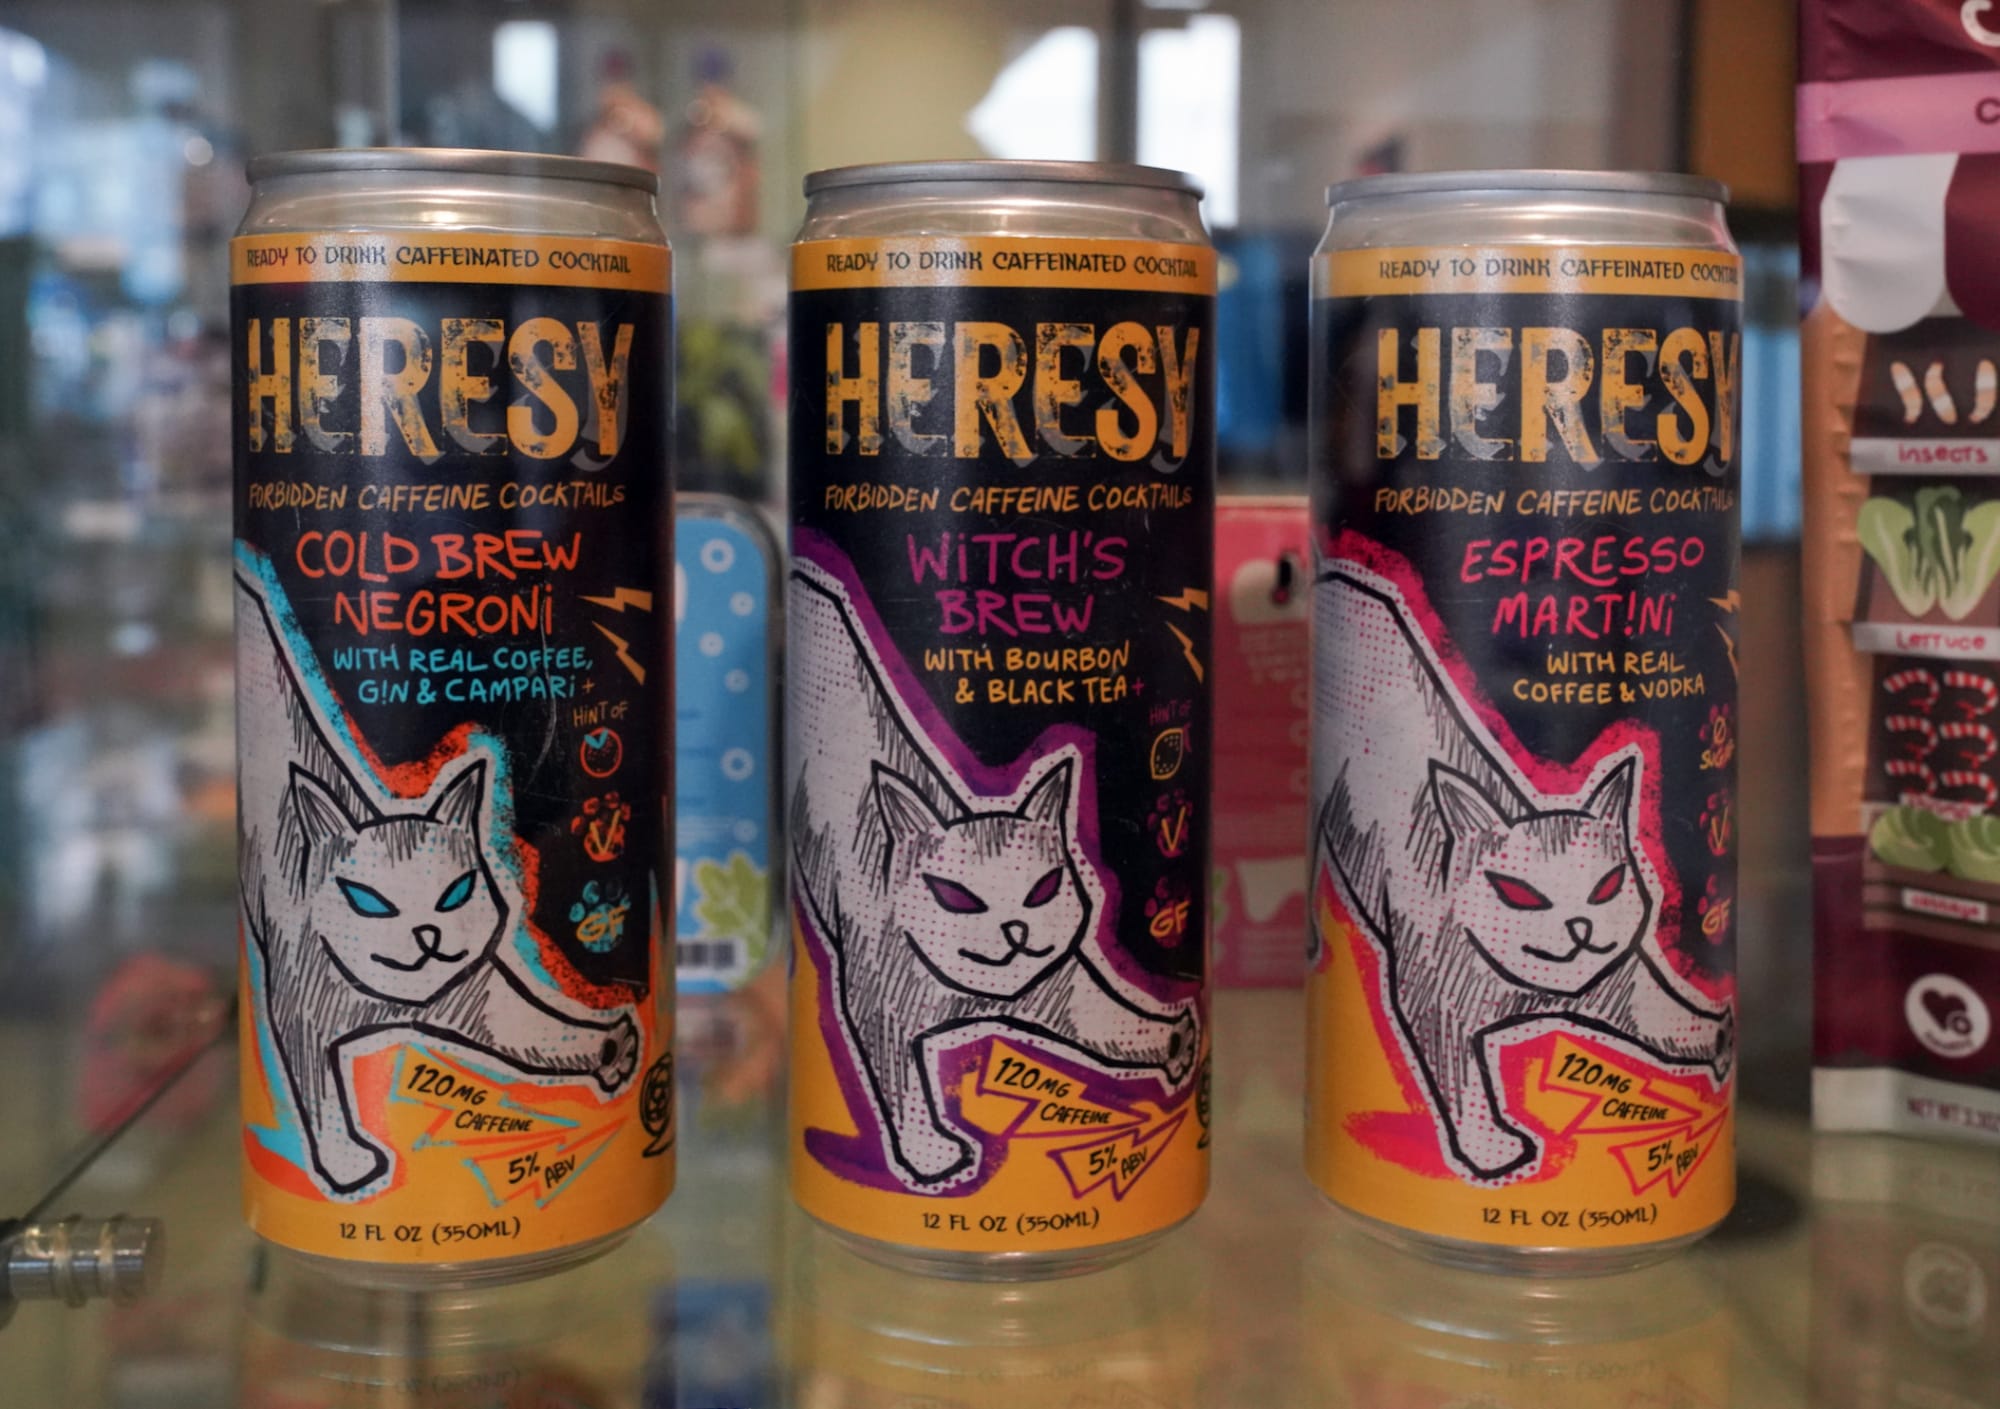 READY TO DRINK CAFFEINATED COCKTAIL
HERESY
FORBIDDEN CAFFEINE COCKTAILS
COLD BREW
NEGRONi
WITH REAL COFFEE,
G!N & CAMPARi +
HINT OF
V
GF
120MG
CAFFEINE
5% ABV
12 FL OZ (350ML)
READY TO DRINK CAFFEINATED COCKTAIL
HERESY
FORBIDDEN CAFFEINE COCKTAILS
WiTCH'S
BREW
WITH BOURBON
& BLACK TEA +
HINT OF
V
GF
120MG
CAFFEINE
5% ABV
12 FL OZ (350ML)
READY TO DRINK CAFFEINATED COCKTAIL
HERESY
FORBIDDEN CAFFEINE COCKTAILS
ESPRESSO
MART!Ni
WITH REAL
COFFEE & VODKA
Ø
SUGAR
V
GF
120MG
CAFFEINE
5% ABV
12 FL OZ (350ML)
insects
Lettuce